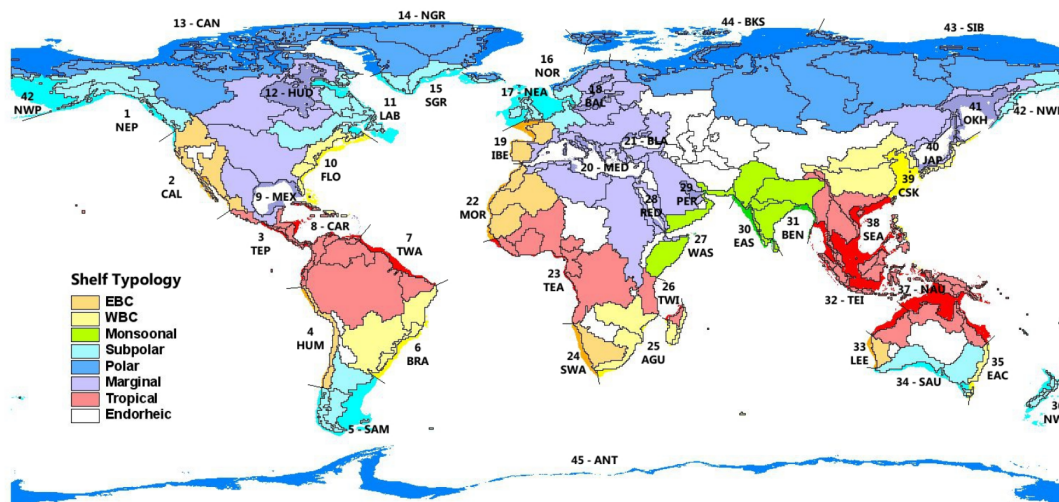 13 - CAN
14 - NGR
44 - BKS
43 - SIB
16
NOR
15
SGR
12 - HUD
11
LAB
17 - NEA
18
BAL
42
NWP
1
NEP
42 - NWP
41
OKH
40
JAP
10
FLO
19
IBE
21 - BLA
20 - MED
2
CAL
9 - MEX
39
CSK
22
MOR
28
RED
29
PER
8 - CAR
3
TEP
7
TWA
27
WAS
30
EAS
31
BEN
38
SEA
23
TEA
26
TWI
32 - TEI
37 - NAU
Shelf Typology
EBC
WBC
Monsoonal
Subpolar
Polar
Marginal
Tropical
Endorheic
4
HUM
6
BRA
24
SWA
25
AGU
33
LEE
35
EAC
34 - SAU
5 - SAM
45 - ANT